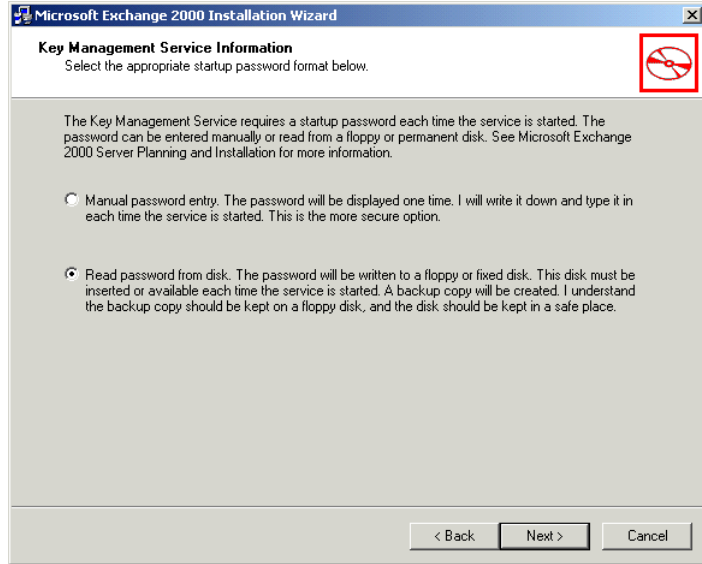 Microsoft Exchange 2000 Installation Wizard
Key Management Service Information
Select the appropriate startup password format below.
The Key Management Service requires a startup password each time the service is started. The
password can be entered manually or read from a floppy or permanent disk. See Microsoft Exchange
2000 Server Planning and Installation for more information.
Manual password entry. The password will be displayed one time. I will write it down and type it in
each time the service is started. This is the more secure option.
Read password from disk. The password will be written to a floppy or fixed disk. This disk must be
inserted or available each time the service is started. A backup copy will be created. I understand
the backup copy should be kept on a floppy disk, and the disk should be kept in a safe place.
< Back Next > Cancel